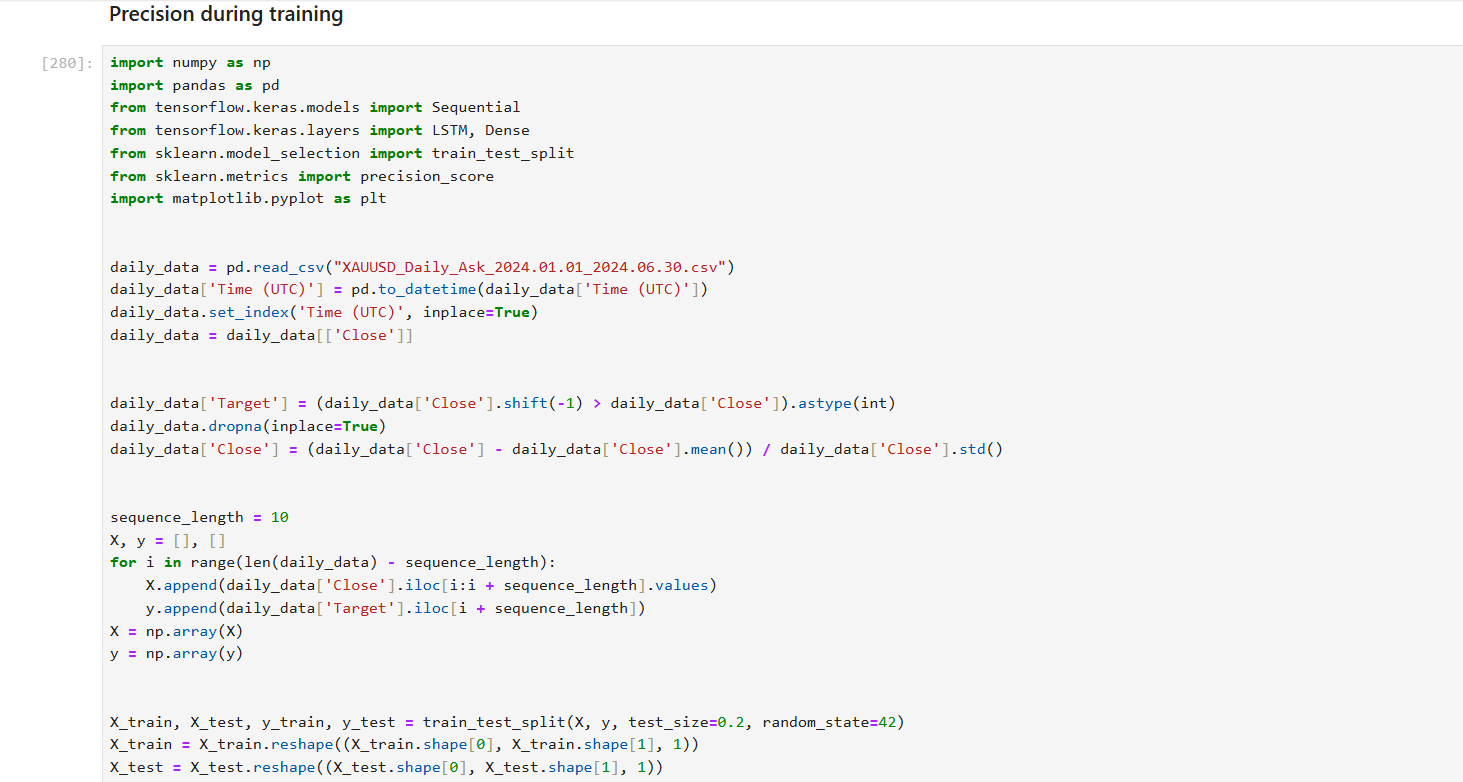 Precision during training
[280]:
import numpy as np
import pandas as pd
from tensorflow.keras.models import Sequential
from tensorflow.keras.layers import LSTM, Dense
from sklearn.model_selection import train_test_split
from sklearn.metrics import precision_score
import matplotlib.pyplot as plt
daily_data = pd.read_csv("XAUUSD_Daily_Ask_2024.01.01_2024.06.30.csv")
daily_data['Time (UTC)'] = pd.to_datetime(daily_data['Time (UTC)'])
daily_data.set_index('Time (UTC)', inplace=True)
daily_data = daily_data[['Close']]
daily_data['Target'] = (daily_data['Close'].shift(-1) > daily_data['Close']).astype(int)
daily_data.dropna(inplace=True)
daily_data['Close'] = (daily_data['Close'] - daily_data['Close'].mean()) / daily_data['Close'].std()
sequence_length = 10
X, y = [], []
for i in range(len(daily_data) - sequence_length):
    X.append(daily_data['Close'].iloc[i:i + sequence_length].values)
    y.append(daily_data['Target'].iloc[i + sequence_length])
X = np.array(X)
y = np.array(y)
X_train, X_test, y_train, y_test = train_test_split(X, y, test_size=0.2, random_state=42)
X_train = X_train.reshape((X_train.shape[0], X_train.shape[1], 1))
X_test = X_test.reshape((X_test.shape[0], X_test.shape[1], 1))